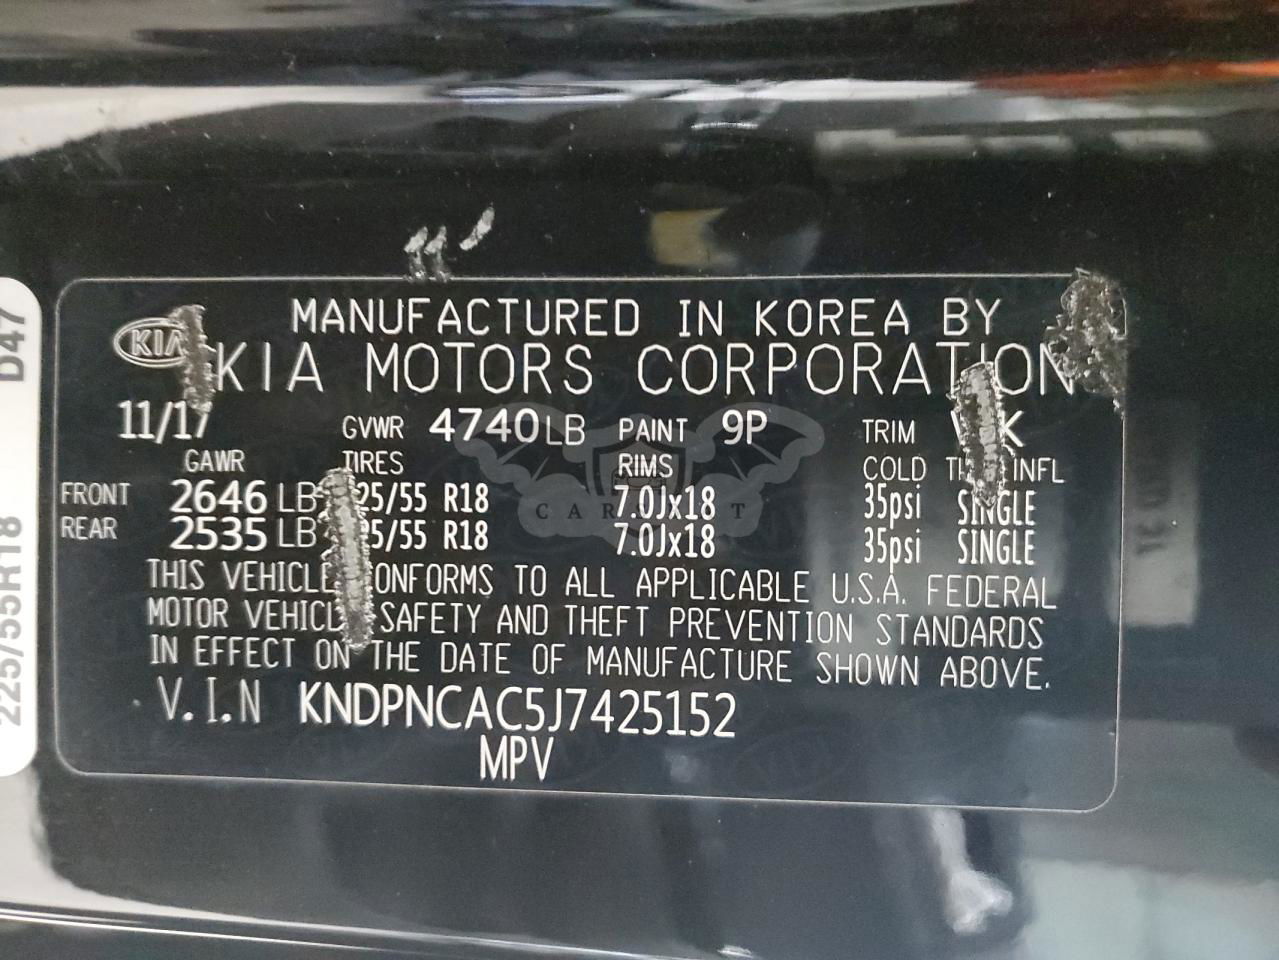 MANUFACTURED IN KOREA BY
KIA KIA MOTORS CORPORATION
11/17 GVWR 4740LB PAINT 9P TRIM
GAWR TIRES RIMS COLD INFL
FRONT 2646 LB 25/55 R18 7.0Jx18 35psi SINGLE
REAR 2535 LB 5/55 R18 7.0Jx18 35psi SINGLE
THIS VEHICLE CONFORMS TO ALL APPLICABLE U.S.A. FEDERAL
MOTOR VEHICLE SAFETY AND THEFT PREVENTION STANDARDS
IN EFFECT ON THE DATE OF MANUFACTURE SHOWN ABOVE.
V.I.N KNDPNCAC5J7425152
MPV
225/55R18 D47